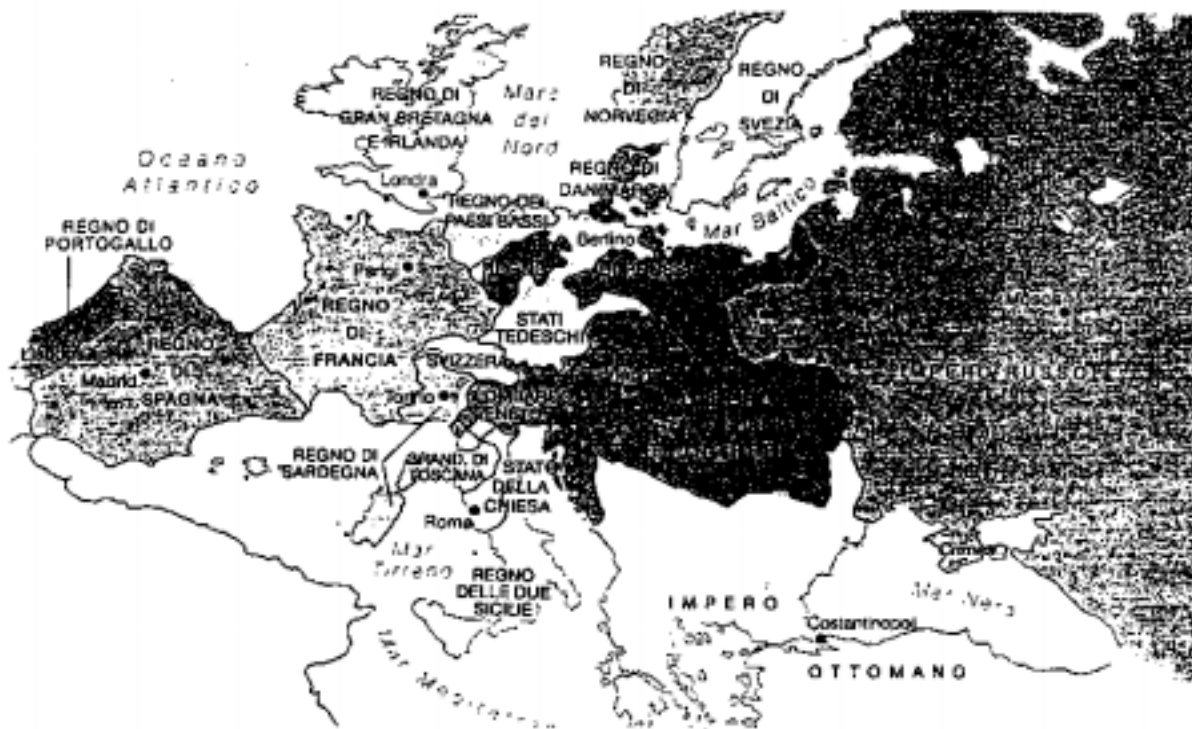 REGNO DI
GRAN BRETAGNA
E IRLANDA
Mare
del
Nord
REGNO
DI
NORVEGIA
REGNO
DI
SVEZIA
Oceano
Atlantico
Londra
REGNO DI
DANIMARCA
REGNO DEI
PAESI BASSI
Mar Baltico
REGNO DI
PORTOGALLO
Berlino
Parigi
REGNO
DI
FRANCIA
STATI
TEDESCHI
Mosca
REGNO
DI
SPAGNA
Madrid
SVIZZERA
IMPERO RUSSO
Torino
REGNO DI
SARDEGNA
GRAND. DI
TOSCANA
STATO
DELLA
CHIESA
Roma
Mar
Tirreno
REGNO
DELLE DUE
SICILIE
Crimea
Mar Nero
IMPERO
Costantinopoli
OTTOMANO